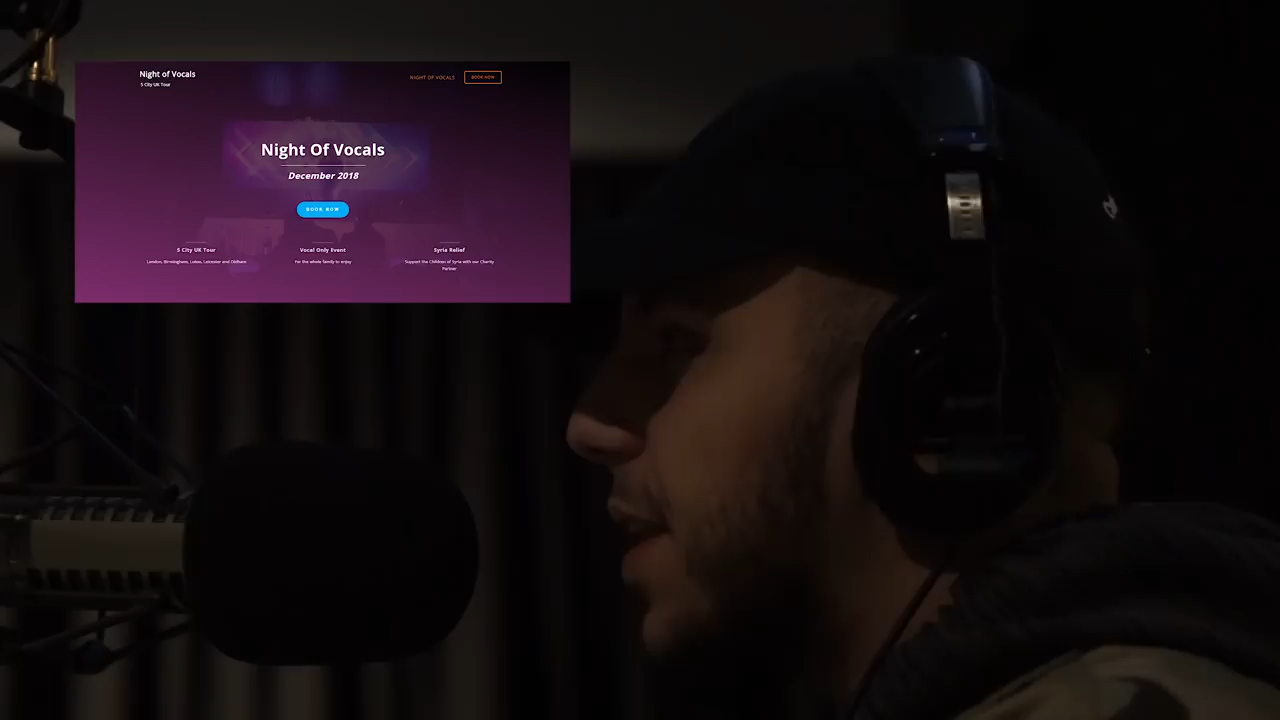 Night of Vocals
5 City UK Tour
NIGHT OF VOCALS
BOOK NOW
Night Of Vocals
December 2018
BOOK NOW
5 City UK Tour
London, Birmingham, Luton, Leicester and Oldham
Vocal Only Event
For the whole family to enjoy
Syria Relief
Support the Children of Syria with our Charity
Partner